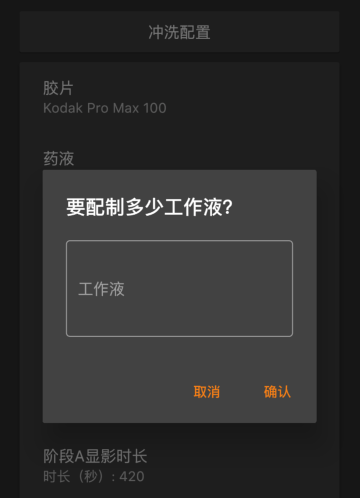 冲洗配置
胶片
Kodak Pro Max 100
药液
要配制多少工作液?
工作液
取消
确认
阶段A显影时长
时长（秒）: 420